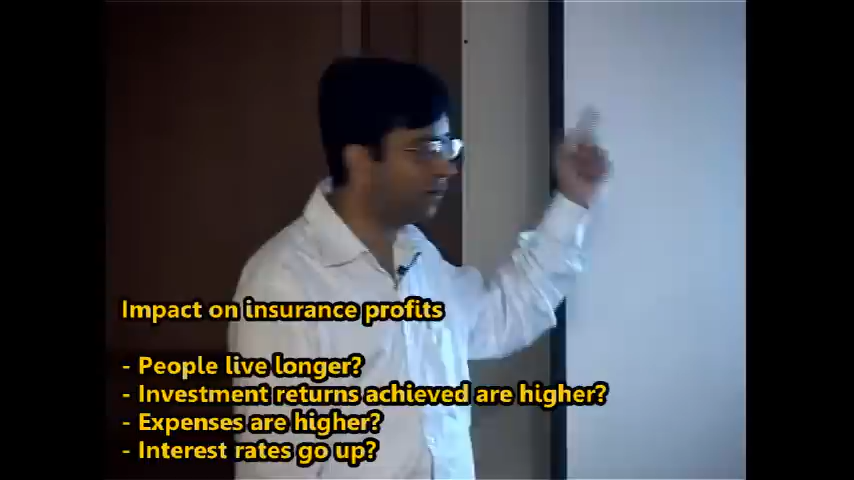 Impact on insurance profits
- People live longer?
- Investment returns achieved are higher?
- Expenses are higher?
- Interest rates go up?